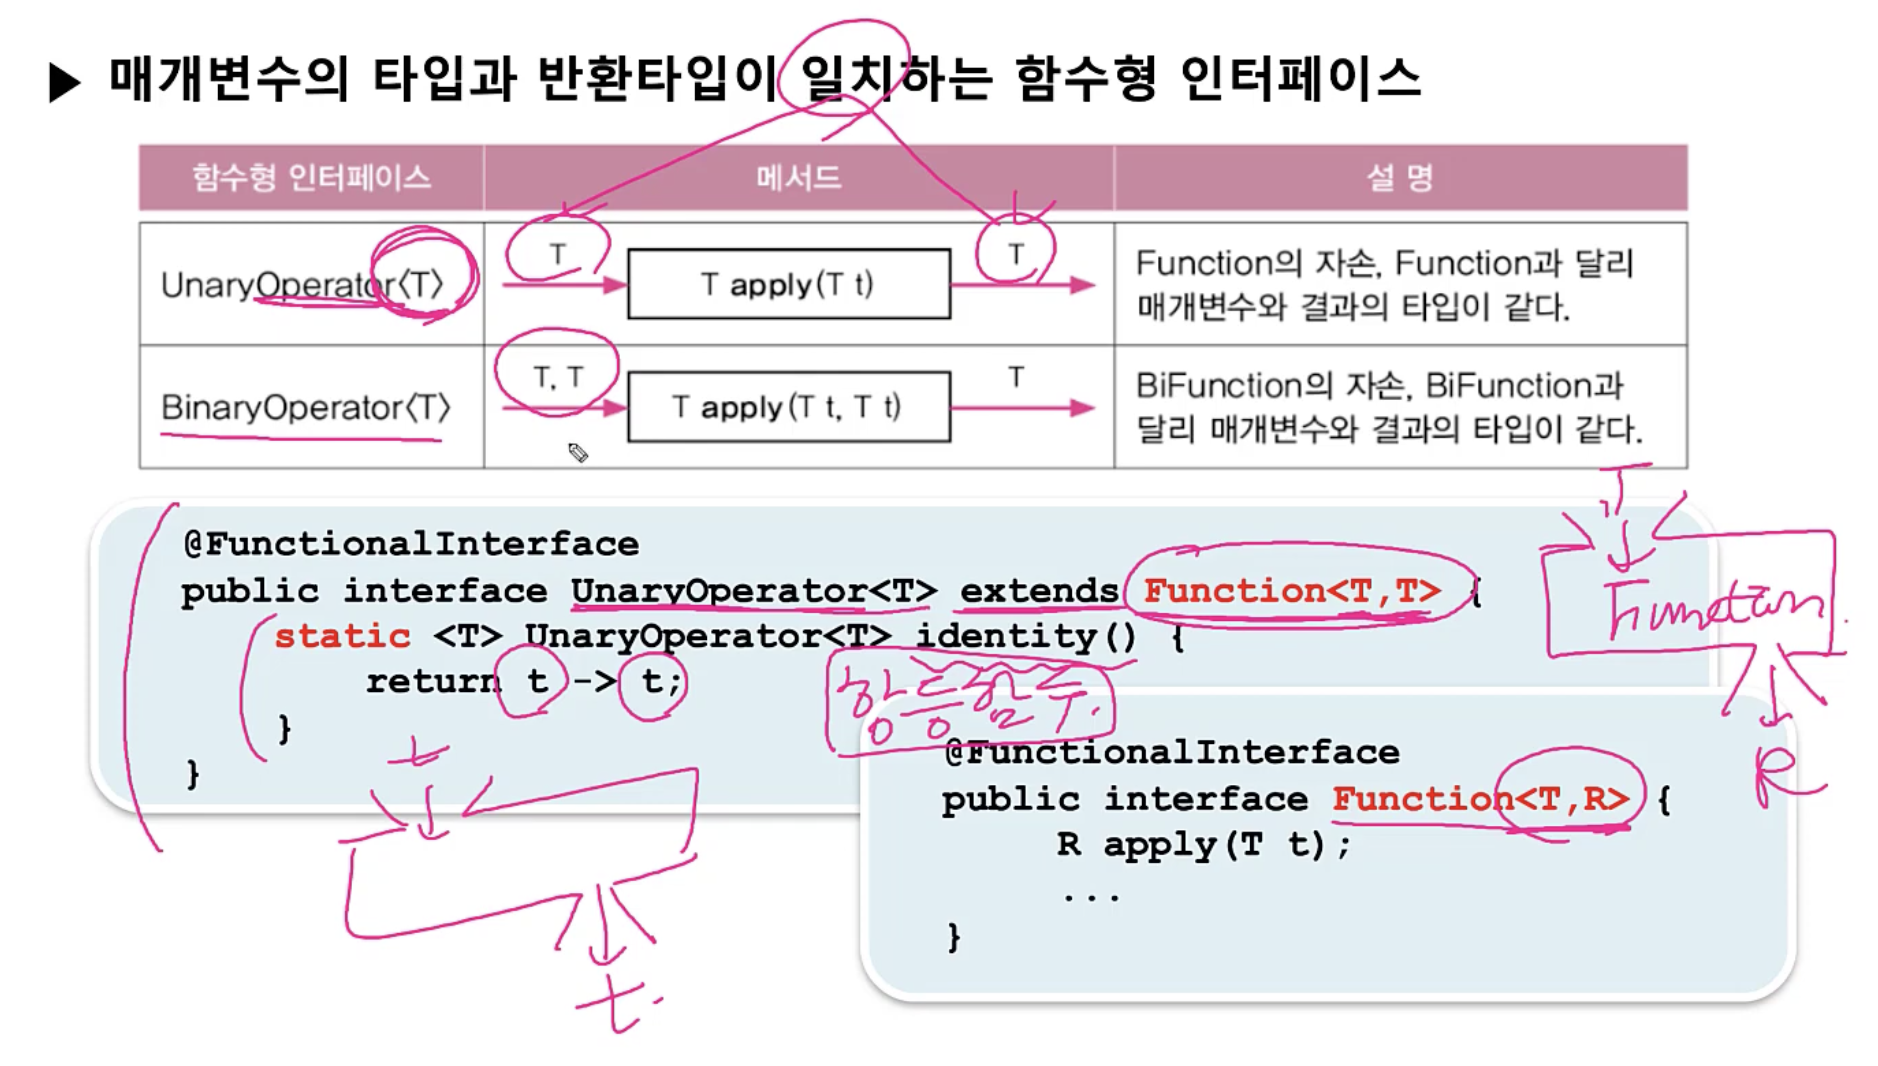 ▶ 매개변수의 타입과 반환타입이 일치하는 함수형 인터페이스
함수형 인터페이스 메서드 설 명
UnaryOperator〈T〉
T
T apply(T t)
T
Function의 자손, Function과 달리
매개변수와 결과의 타입이 같다.
BinaryOperator〈T〉
T, T
T apply(T t, T t)
T
BiFunction의 자손, BiFunction과
달리 매개변수와 결과의 타입이 같다.
@FunctionalInterface
public interface UnaryOperator<T> extends Function<T,T> {
static <T> UnaryOperator<T> identity() {
return t -> t;
}
}
항등함수.
t
t.
T
Function.
R
@FunctionalInterface
public interface Function<T,R> {
R apply(T t);
...
}